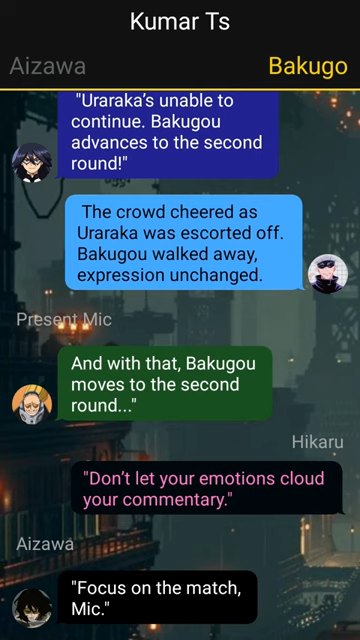 Kumar Ts
Aizawa
Bakugo
"Uraraka’s unable to
continue. Bakugou
advances to the second
round!"
The crowd cheered as
Uraraka was escorted off.
Bakugou walked away,
expression unchanged.
Present Mic
And with that, Bakugou
moves to the second
round..."
Hikaru
"Don’t let your emotions cloud
your commentary."
Aizawa
"Focus on the match,
Mic."